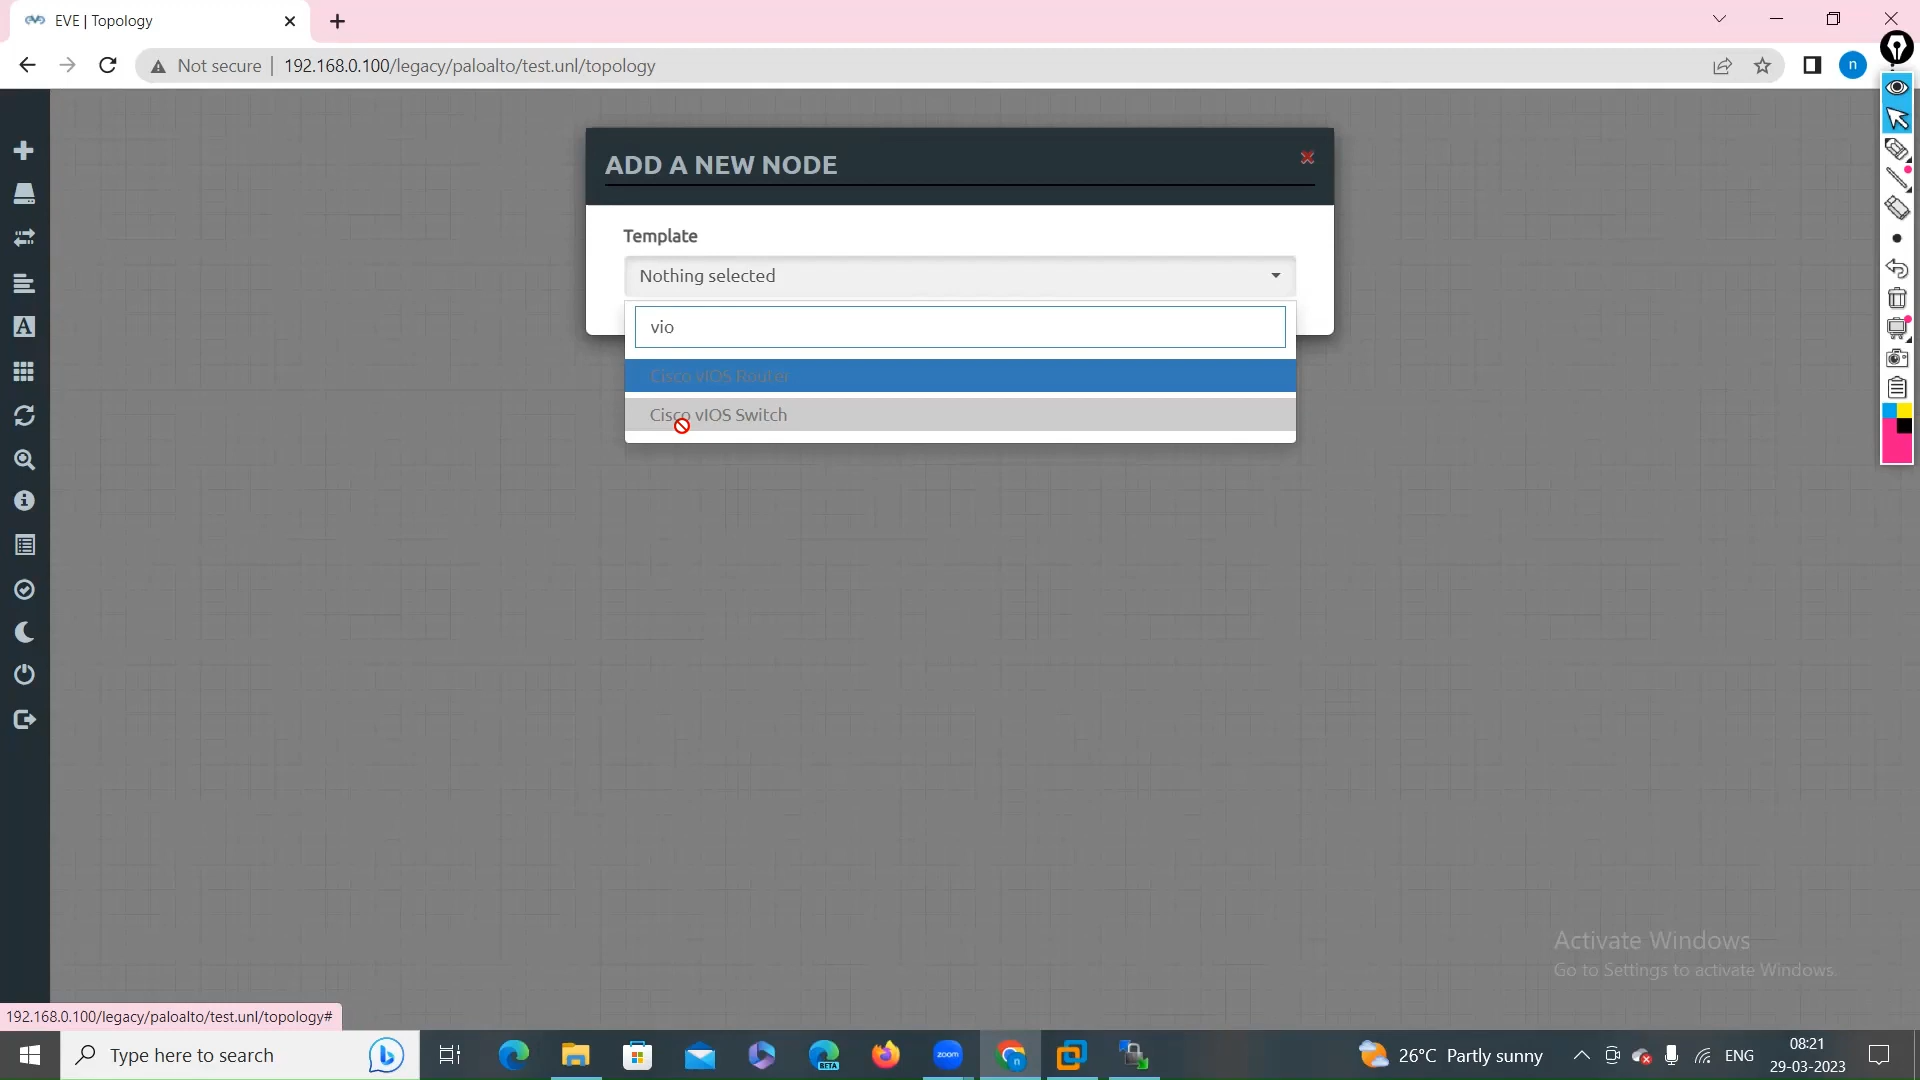 EVE | Topology
Not secure
192.168.0.100/legacy/paloalto/test.unl/topology
n
ADD A NEW NODE
Template
Nothing selected
vio
Cisco vIOS Router
Cisco vIOS Switch
A
Activate Windows
Go to Settings to activate Windows.
192.168.0.100/legacy/paloalto/test.unl/topology#
Type here to search
BETA
zoom
n
26°C Partly sunny
ENG
08:21
29-03-2023